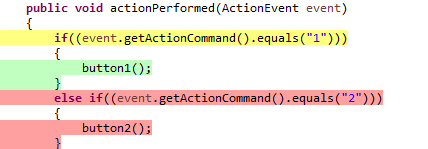 public void actionPerformed(ActionEvent event)
{
if((event.getActionCommand().equals("1")))
{
button1();
}
else if((event.getActionCommand().equals("2")))
{
button2();
}